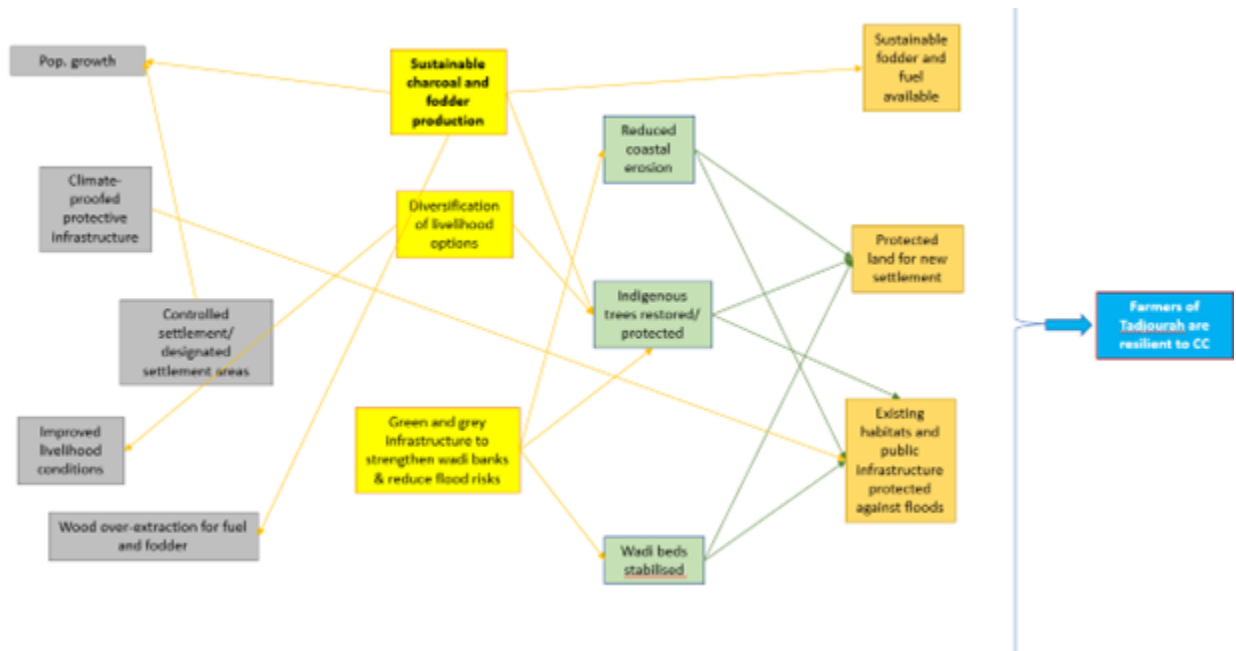 Pop. growth
Climate-
proofed
protective
infrastructure
Controlled
settlement/
designated
settlement areas
Improved
livelihood
conditions
Wood over-extraction for fuel
and fodder
Sustainable
charcoal and
fodder
production
Diversification
of livelihood
options
Green and grey
infrastructure to
strengthen wadi banks
& reduce flood risks
Reduced
coastal
erosion
Indigenous
trees restored/
protected
Wadi beds
stabilised
Sustainable
fodder and
fuel
available
Protected
land for new
settlement
Existing
habitats and
public
infrastructure
protected
against floods
Farmers of
Tadjourah are
resilient to CC